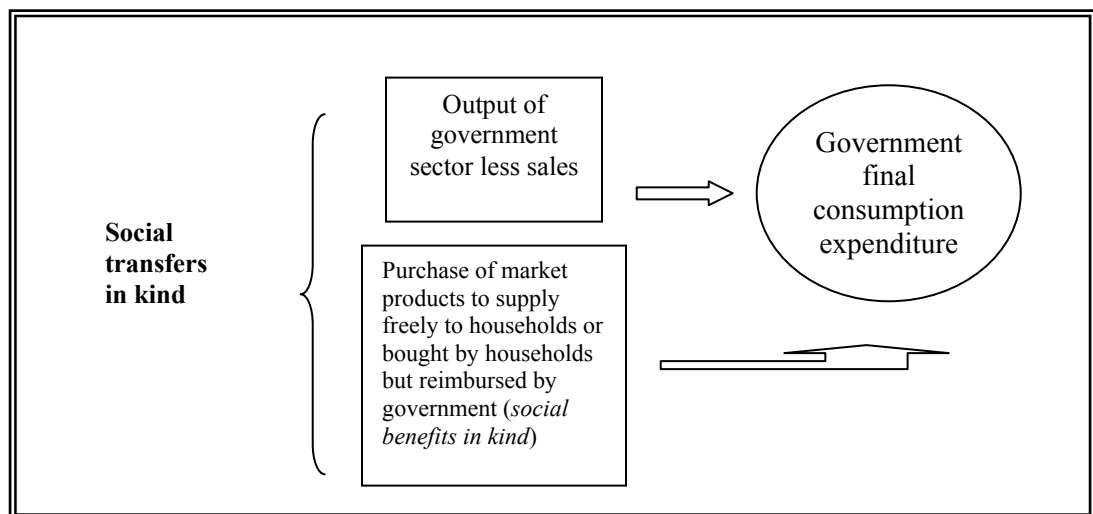 Social
transfers
in kind
Output of
government
sector less sales
Purchase of market
products to supply
freely to households or
bought by households
but reimbursed by
government (social
benefits in kind)
Government
final
consumption
expenditure